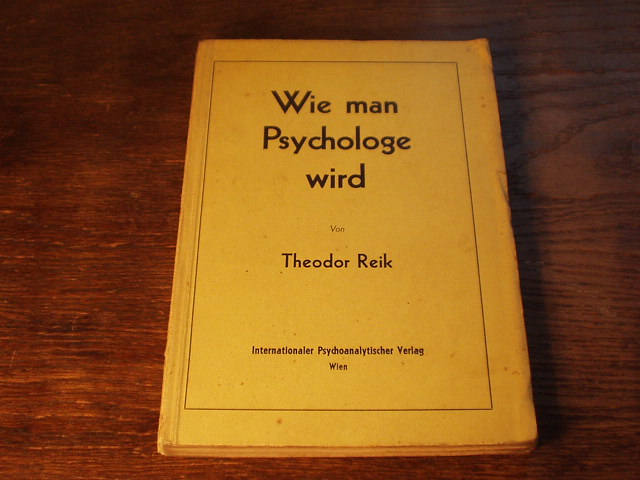 Wie man
Psychologe
wird
Von
Theodor Reik
Internationaler Psychoanalytischer Verlag
Wien